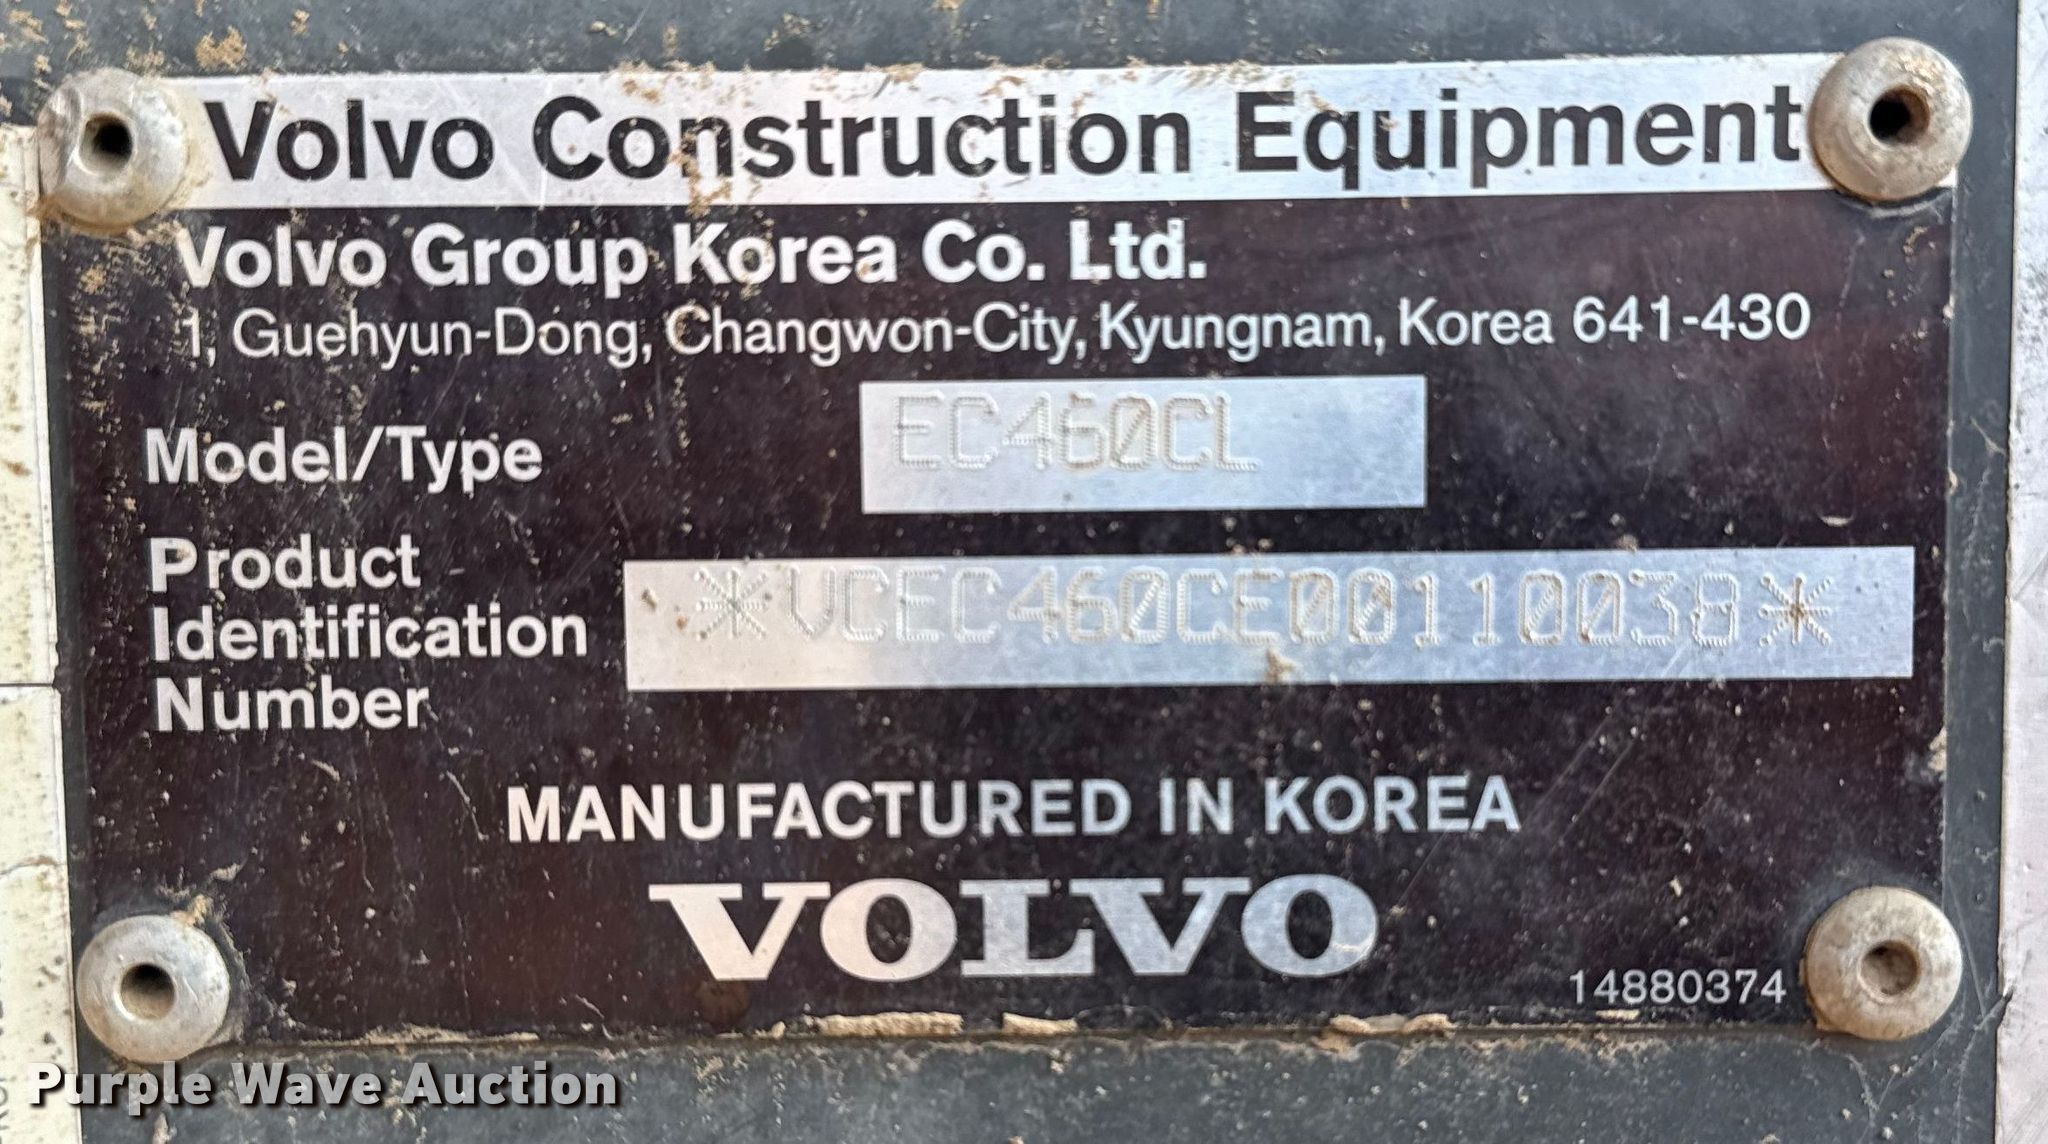 Volvo Construction Equipment
Volvo Group Korea Co. Ltd.
1, Guehyun-Dong, Changwon-City, Kyungnam, Korea 641-430
Model/Type EC460CL
Product
Identification *VCEC460CE00110038*
Number
MANUFACTURED IN KOREA
VOLVO
14880374
Purple Wave Auction